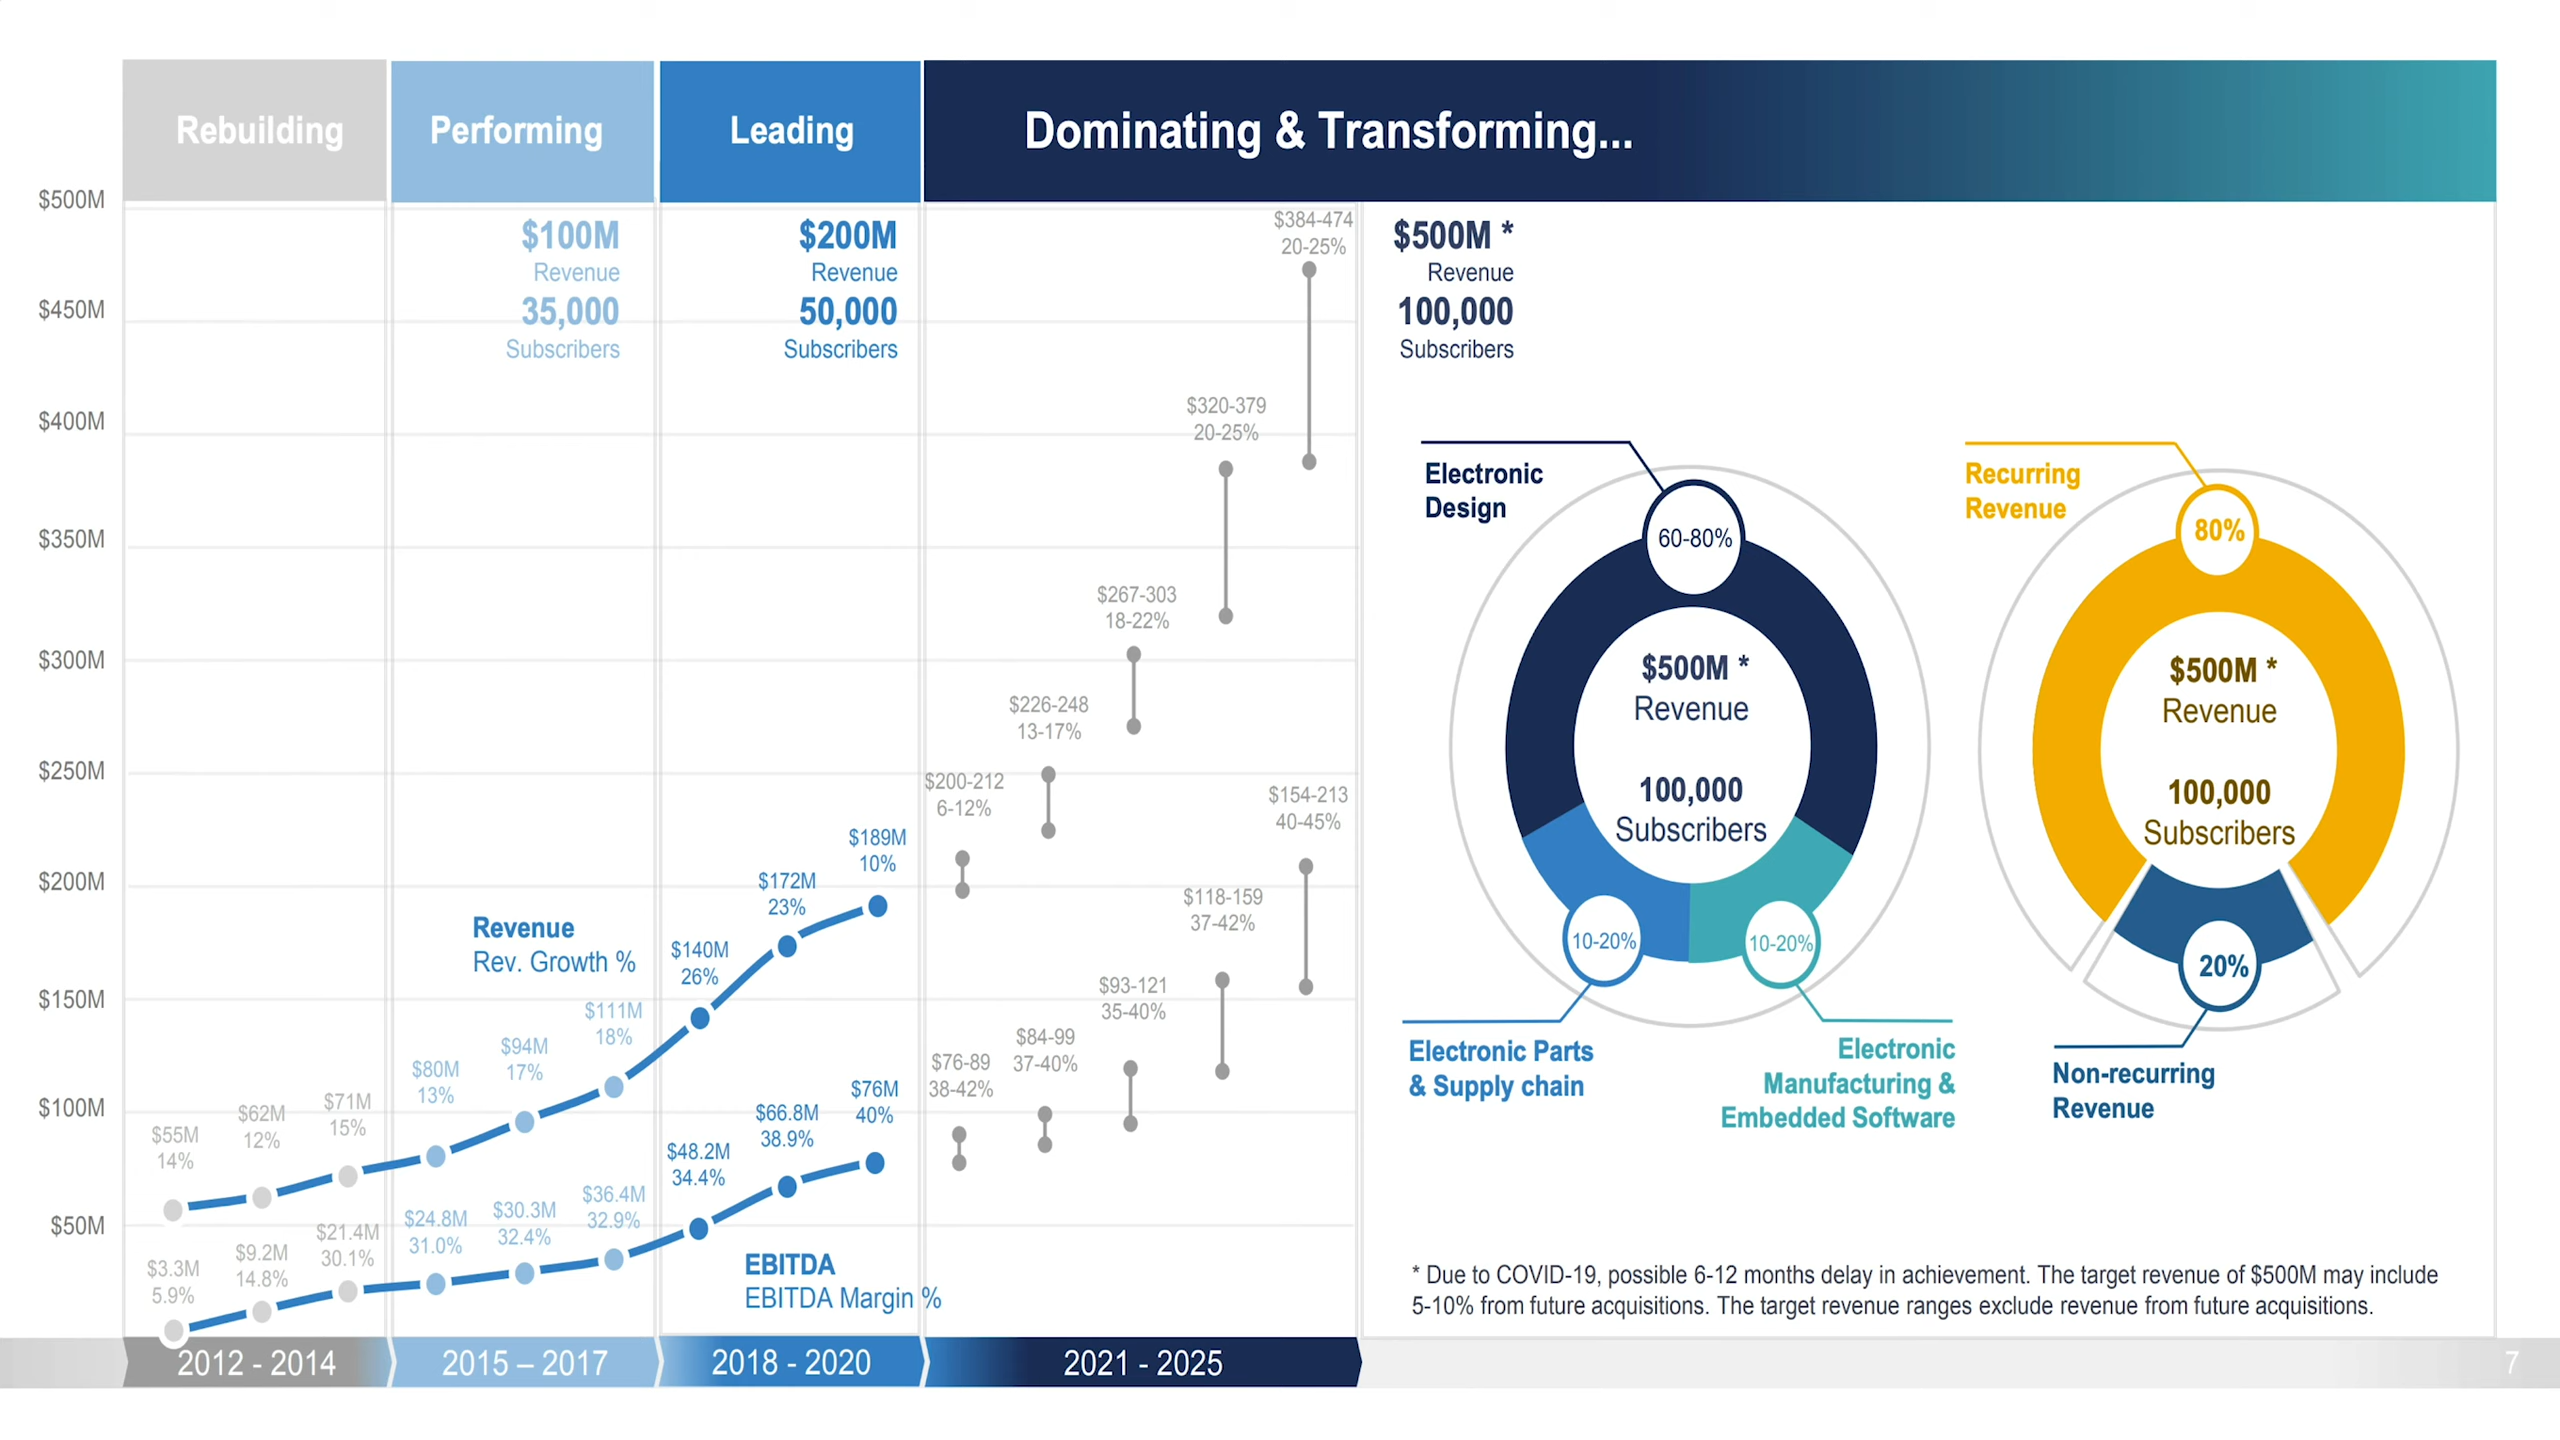 Rebuilding
Performing
Leading
Dominating & Transforming...
$500M
$450M
$400M
$350M
$300M
$250M
$200M
$150M
$100M
$50M
$100M
Revenue
35,000
Subscribers
$200M
Revenue
50,000
Subscribers
$500M *
Revenue
100,000
Subscribers
Revenue
Rev. Growth %
$55M
14%
$62M
12%
$71M
15%
$80M
13%
$94M
17%
$111M
18%
$140M
26%
$172M
23%
$189M
10%
$200-212
6-12%
$226-248
13-17%
$267-303
18-22%
$320-379
20-25%
$384-474
20-25%
EBITDA
EBITDA Margin %
$3.3M
5.9%
$9.2M
14.8%
$21.4M
30.1%
$24.8M
31.0%
$30.3M
32.4%
$36.4M
32.9%
$48.2M
34.4%
$66.8M
38.9%
$76M
40%
$76-89
38-42%
$84-99
37-40%
$93-121
35-40%
$118-159
37-42%
$154-213
40-45%
2012 - 2014
2015 – 2017
2018 - 2020
2021 - 2025
Electronic
Design
60-80%
$500M *
Revenue
100,000
Subscribers
10-20%
10-20%
Electronic Parts
& Supply chain
Electronic
Manufacturing &
Embedded Software
Recurring
Revenue
80%
$500M *
Revenue
100,000
Subscribers
20%
Non-recurring
Revenue
* Due to COVID-19, possible 6-12 months delay in achievement. The target revenue of $500M may include
5-10% from future acquisitions. The target revenue ranges exclude revenue from future acquisitions.
7